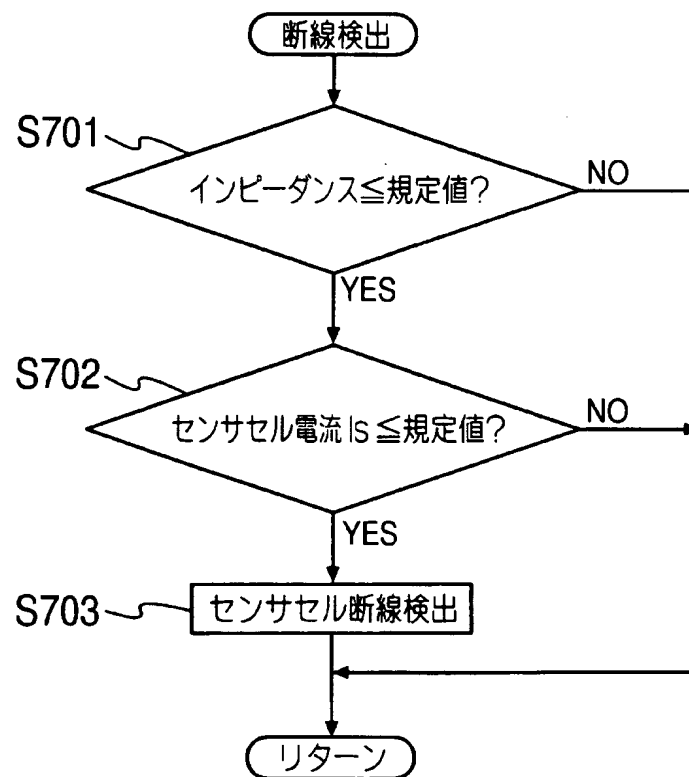 断線検出
S701
インピーダンス≦規定値?
NO
YES
S702
センサセル電流Is≦規定値?
NO
YES
S703
センサセル断線検出
リターン